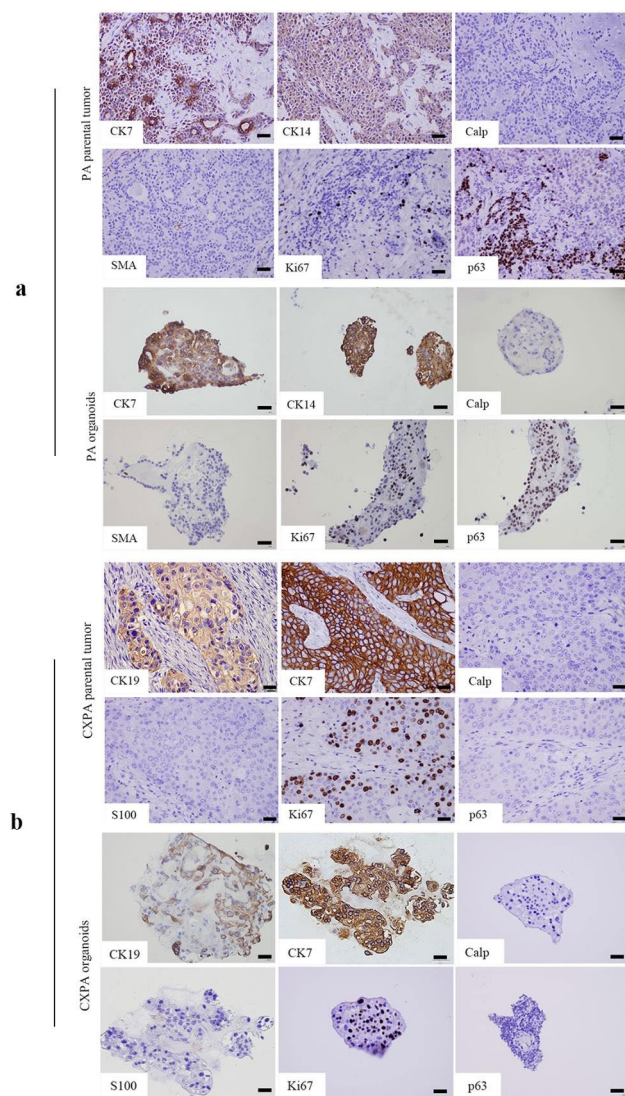 a
PA parental tumor
CK7
CK14
Calp
SMA
Ki67
p63
PA organoids
CK7
CK14
Calp
SMA
Ki67
p63
b
CXPA parental tumor
CK19
CK7
Calp
S100
Ki67
p63
CXPA organoids
CK19
CK7
Calp
S100
Ki67
p63